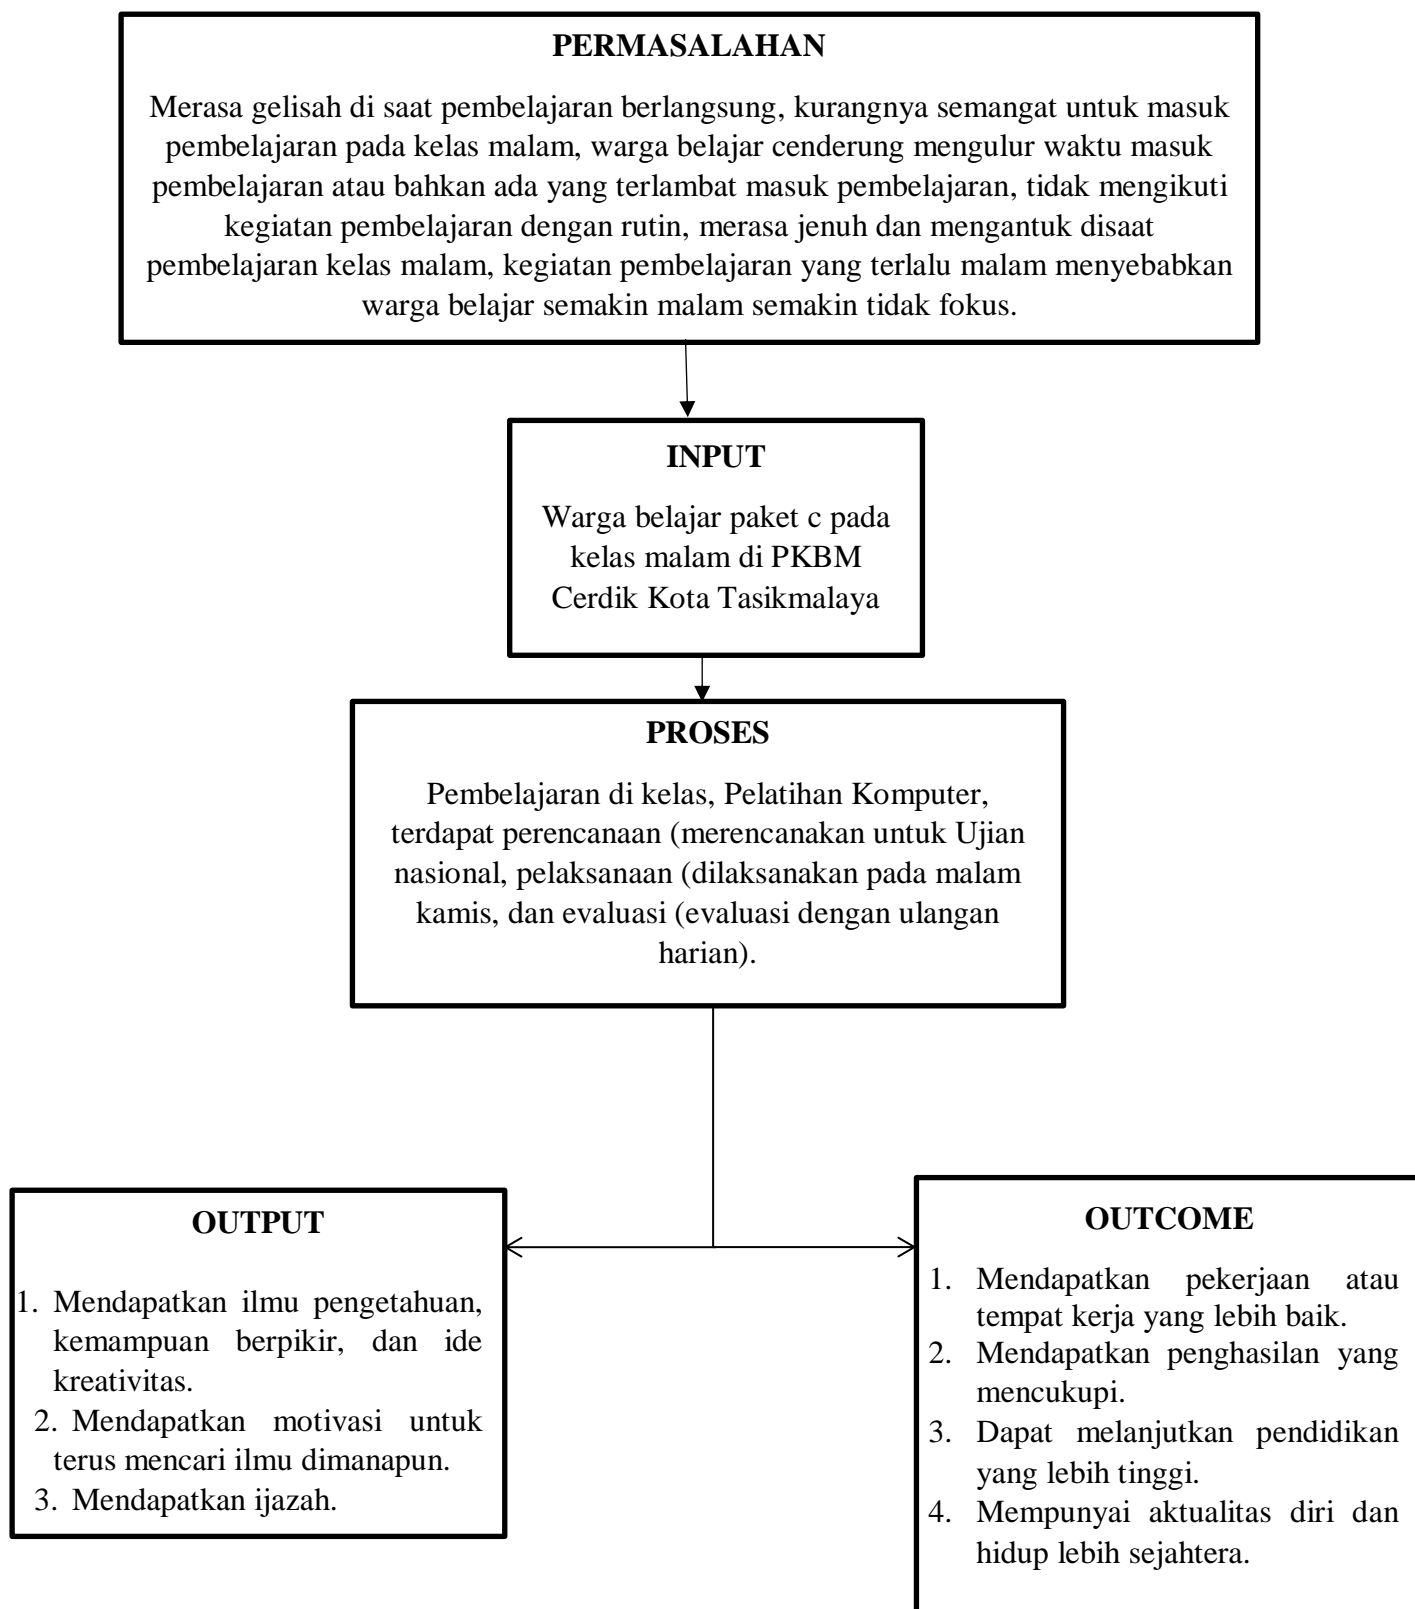 PERMASALAHAN
Merasa gelisah di saat pembelajaran berlangsung, kurangnya semangat untuk masuk
pembelajaran pada kelas malam, warga belajar cenderung mengulur waktu masuk
pembelajaran atau bahkan ada yang terlambat masuk pembelajaran, tidak mengikuti
kegiatan pembelajaran dengan rutin, merasa jenuh dan mengantuk disaat
pembelajaran kelas malam, kegiatan pembelajaran yang terlalu malam menyebabkan
warga belajar semakin malam semakin tidak fokus.
INPUT
Warga belajar paket c pada
kelas malam di PKBM
Cerdik Kota Tasikmalaya
PROSES
Pembelajaran di kelas, Pelatihan Komputer,
terdapat perencanaan (merencanakan untuk Ujian
nasional, pelaksanaan (dilaksanakan pada malam
kamis, dan evaluasi (evaluasi dengan ulangan
harian).
OUTPUT
1. Mendapatkan ilmu pengetahuan,
kemampuan berpikir, dan ide
kreativitas.
2. Mendapatkan motivasi untuk
terus mencari ilmu dimanapun.
3. Mendapatkan ijazah.
OUTCOME
1. Mendapatkan pekerjaan atau
tempat kerja yang lebih baik.
2. Mendapatkan penghasilan yang
mencukupi.
3. Dapat melanjutkan pendidikan
yang lebih tinggi.
4. Mempunyai aktualitas diri dan
hidup lebih sejahtera.